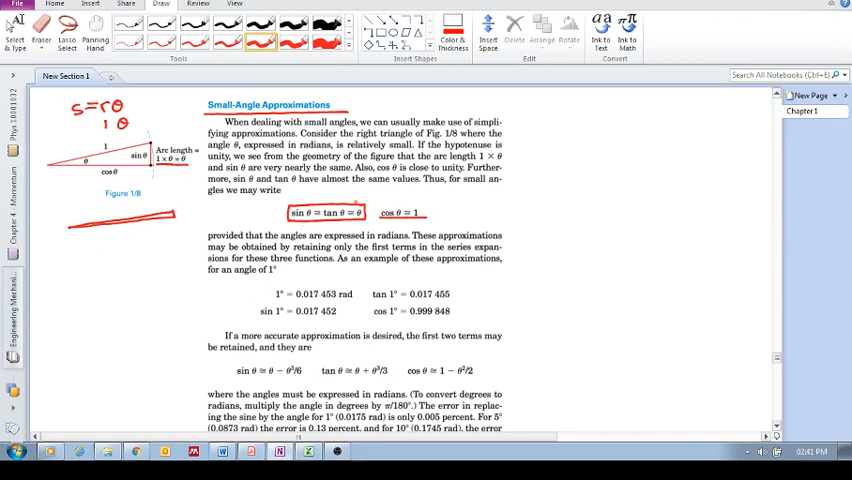 File
Home
Insert
Draw
View
Select
& Type
Eraser
Lasso
Select
Panning
Hand
Tools
Insert Shapes
Color &
Thickness
Insert
Space
Delete
Arrange
Rotate
Edit
Ink to
Text
Ink to
Math
Convert
New Section 1
Search All Notebooks (Ctrl+E)
New Page
Chapter1
Phys 10001032
Chapter 4 - Momentum
Engineering Mechani
s = rθ
1 θ
1
θ
sin θ
cos θ
Arc length =
1 × θ = θ
Figure 1/8
Small-Angle Approximations
When dealing with small angles, we can usually make use of simpli-
fying approximations. Consider the right triangle of Fig. 1/8 where the
angle θ, expressed in radians, is relatively small. If the hypotenuse is
unity, we see from the geometry of the figure that the arc length 1 × θ
and sin θ are very nearly the same. Also, cos θ is close to unity. Further-
more, sin θ and tan θ have almost the same values. Thus, for small an-
gles we may write
sin θ ≅ tan θ ≅ θ cos θ ≅ 1
provided that the angles are expressed in radians. These approximations
may be obtained by retaining only the first terms in the series expan-
sions for these three functions. As an example of these approximations,
for an angle of 1°
1° = 0.017 453 rad tan 1° = 0.017 455
sin 1° = 0.017 452 cos 1° = 0.999 848
If a more accurate approximation is desired, the first two terms may
be retained, and they are
sin θ ≅ θ − θ³/6 tan θ ≅ θ + θ³/3 cos θ ≅ 1 − θ²/2
where the angles must be expressed in radians. (To convert degrees to
radians, multiply the angle in degrees by π/180°.) The error in replac-
ing the sine by the angle for 1° (0.0175 rad) is only 0.005 percent. For 5°
(0.0873 rad) the error is 0.13 percent, and for 10° (0.1745 rad), the error
02:41 PM